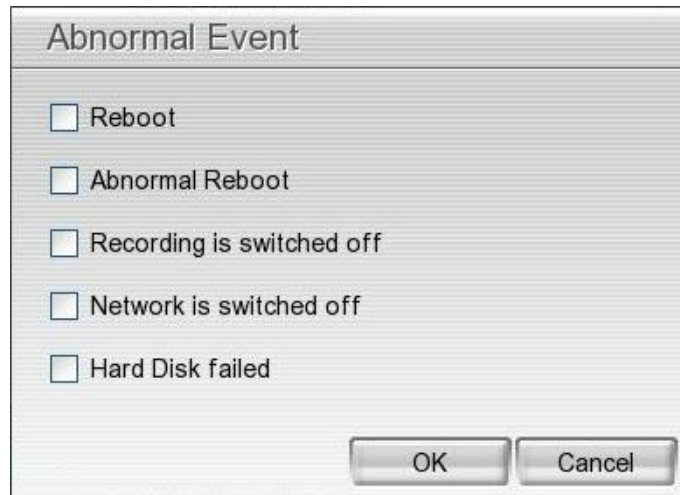 Abnormal Event
Reboot
Abnormal Reboot
Recording is switched off
Network is switched off
Hard Disk failed
OK Cancel